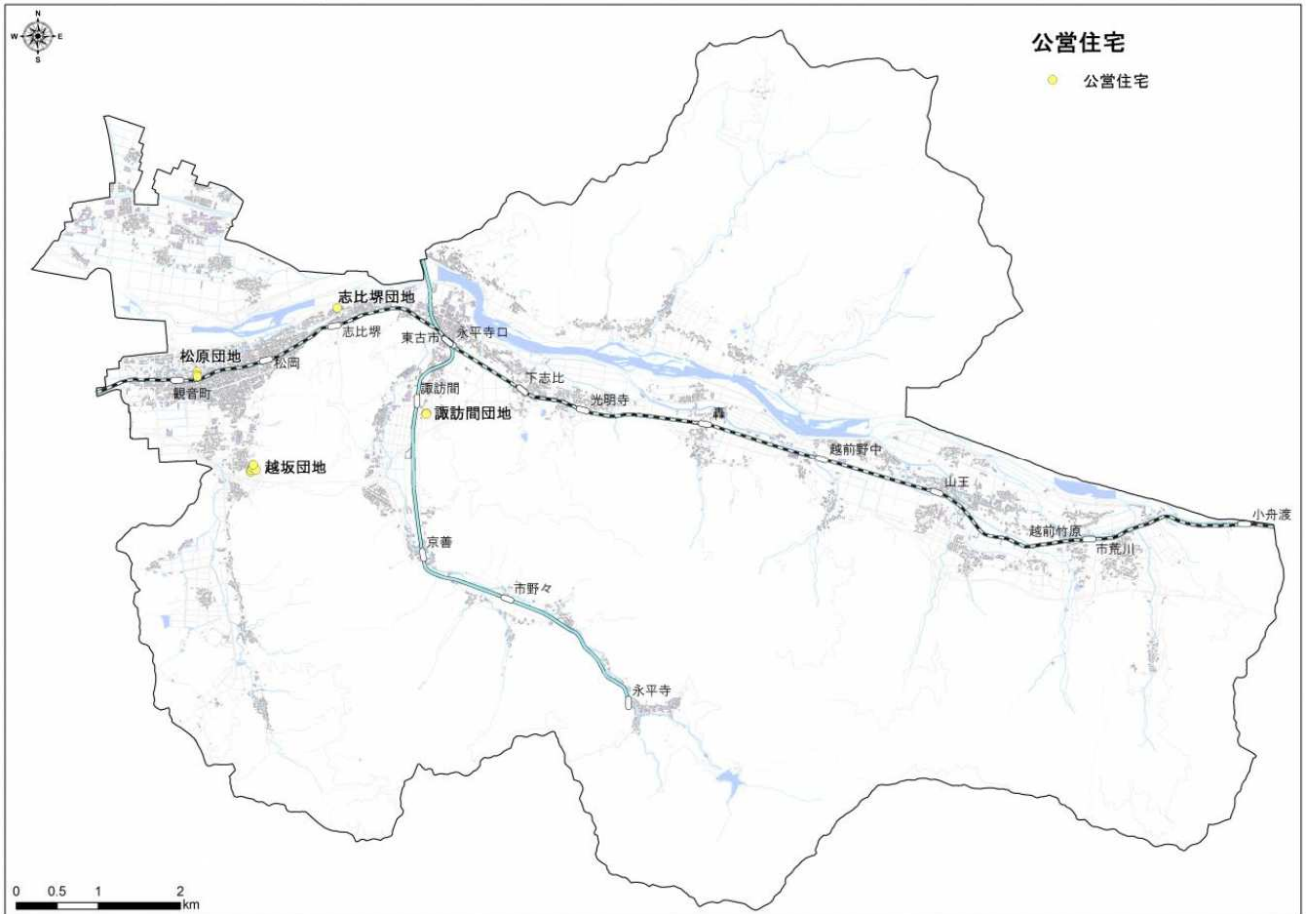 N
W E
S
公営住宅
公営住宅
志比堺団地
志比堺
東古市
永平寺口
松原団地
松岡
観音町
下志比
諏訪間
光明寺
諏訪間団地
轟
越坂団地
越前野中
山王
小舟渡
越前竹原
市荒川
京善
市野々
永平寺
0 0.5 1 2
km